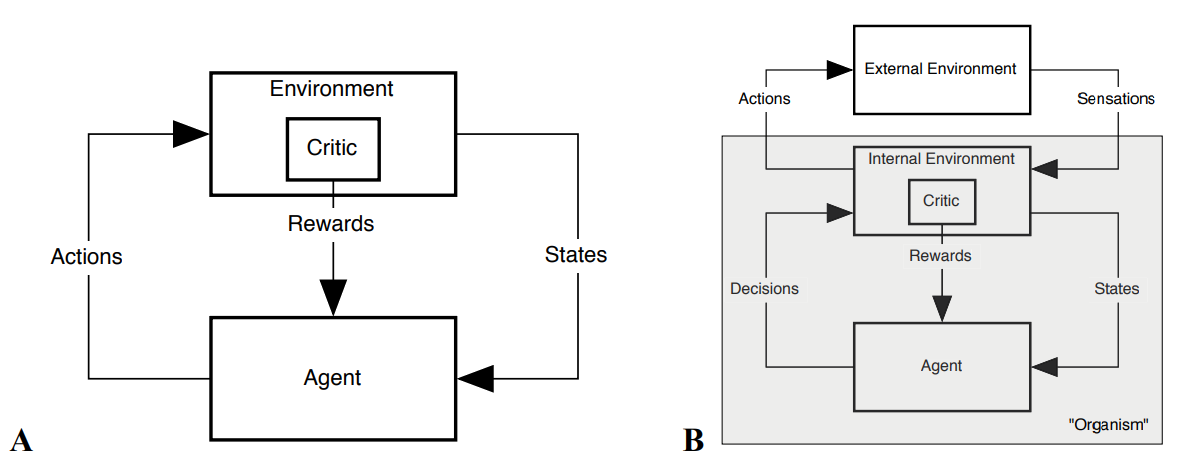 Environment
Critic
Rewards
Actions
States
Agent
A
External Environment
Actions
Sensations
Internal Environment
Critic
Rewards
Decisions
States
Agent
"Organism"
B